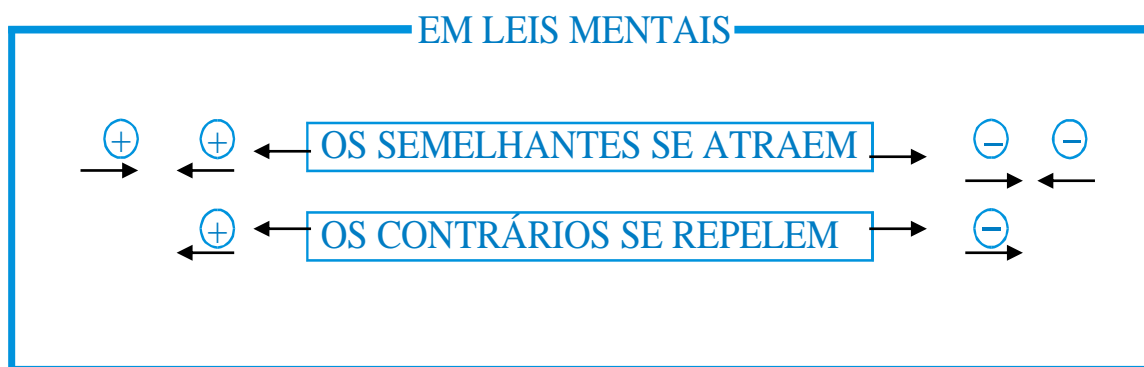 EM LEIS MENTAIS
+ + OS SEMELHANTES SE ATRAEM − −
+ OS CONTRÁRIOS SE REPELEM −